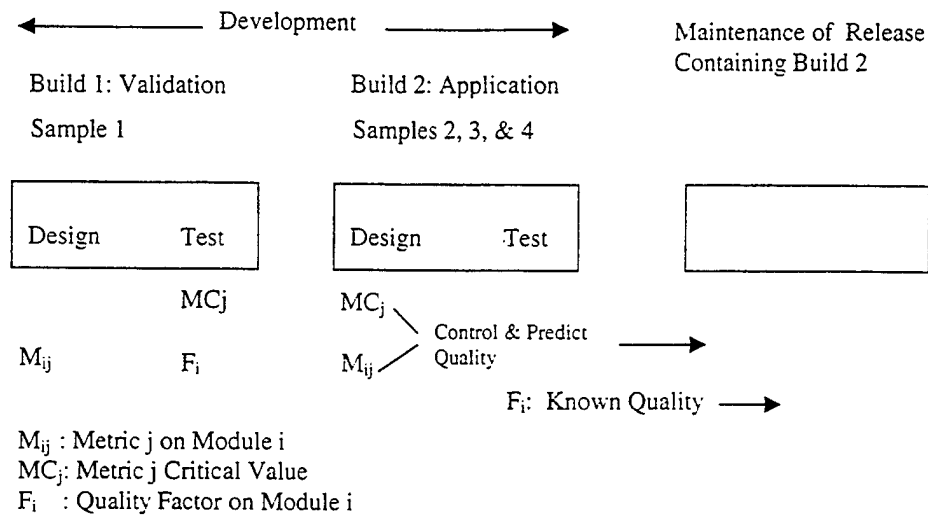 Development
Maintenance of Release
Containing Build 2
Build 1: Validation
Build 2: Application
Sample 1
Samples 2, 3, & 4
Design Test
Design Test
MCj
MCj
Control & Predict
Quality
Mij Fi
Mij
Fi: Known Quality
Mij : Metric j on Module i
MCj: Metric j Critical Value
Fi : Quality Factor on Module i